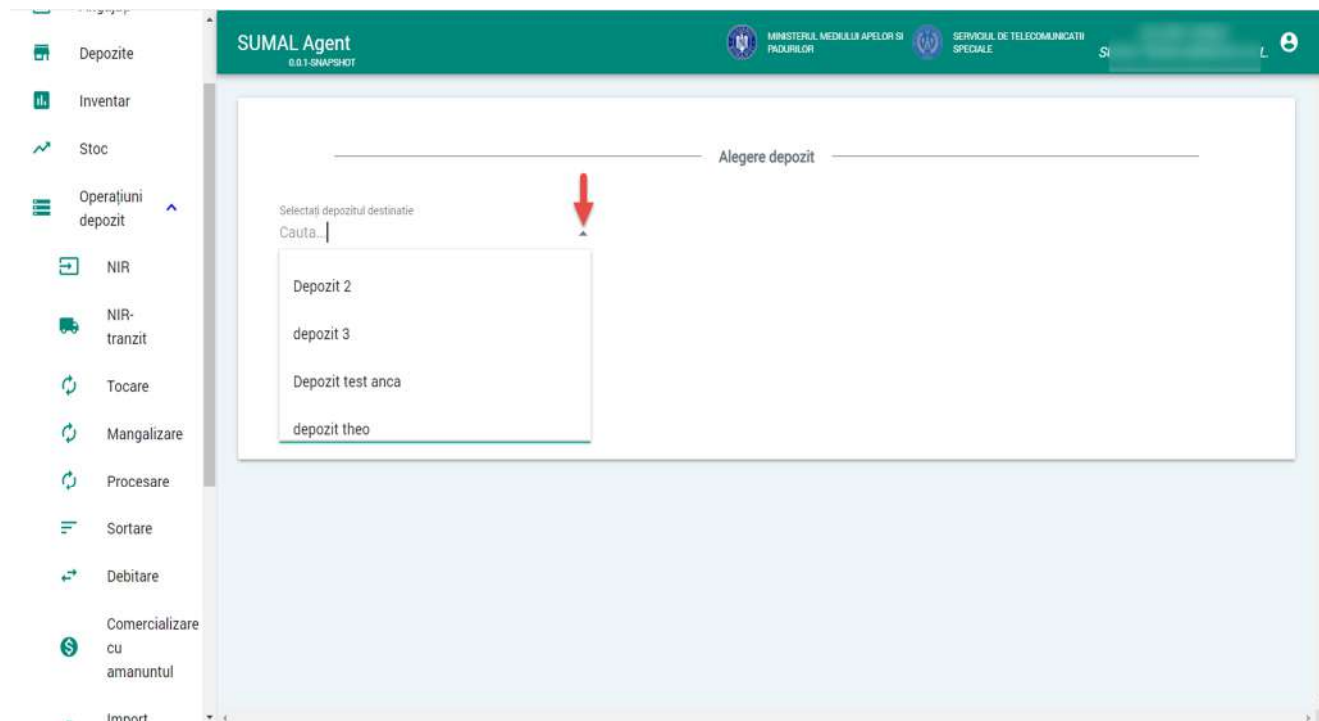 Depozite
Inventar
Stoc
Operațiuni
depozit
NIR
NIR-
tranzit
Tocare
Mangalizare
Procesare
Sortare
Debitare
Comercializare
cu
amanuntul
Import
SUMAL Agent
0.0.1-SNAPSHOT
MINISTERUL MEDIULUI APELOR SI
PADURILOR
SERVICIUL DE TELECOMUNICATII
SPECIALE
L.
Alegere depozit
Selectați depozitul destinatie
Cauta...
Depozit 2
depozit 3
Depozit test anca
depozit theo